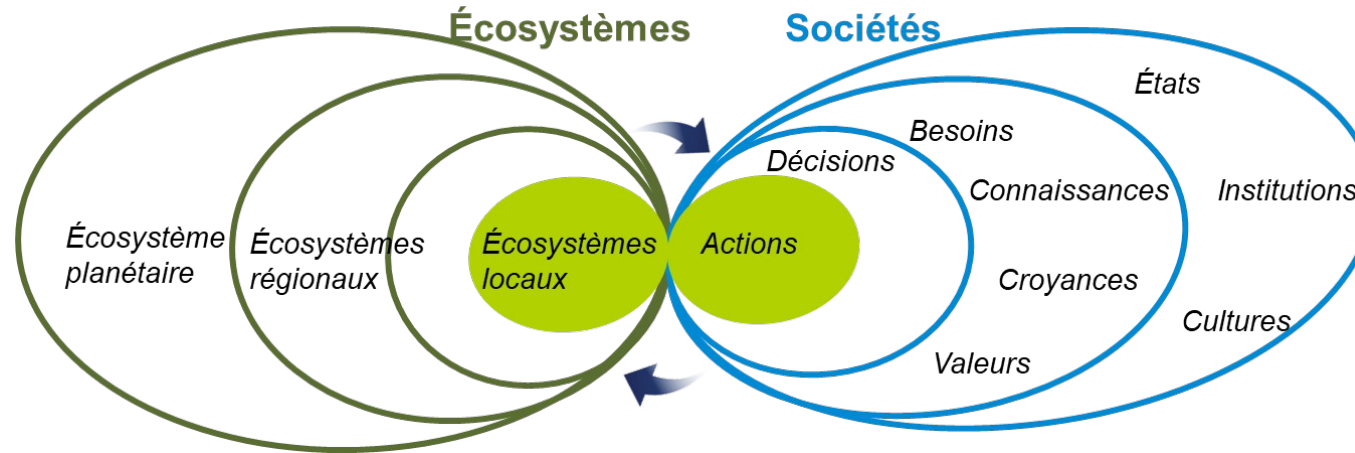 Écosystèmes
Sociétés
Écosystème
planétaire
Écosystèmes
régionaux
Écosystèmes
locaux
Actions
Décisions
Besoins
Connaissances
Croyances
Valeurs
États
Institutions
Cultures